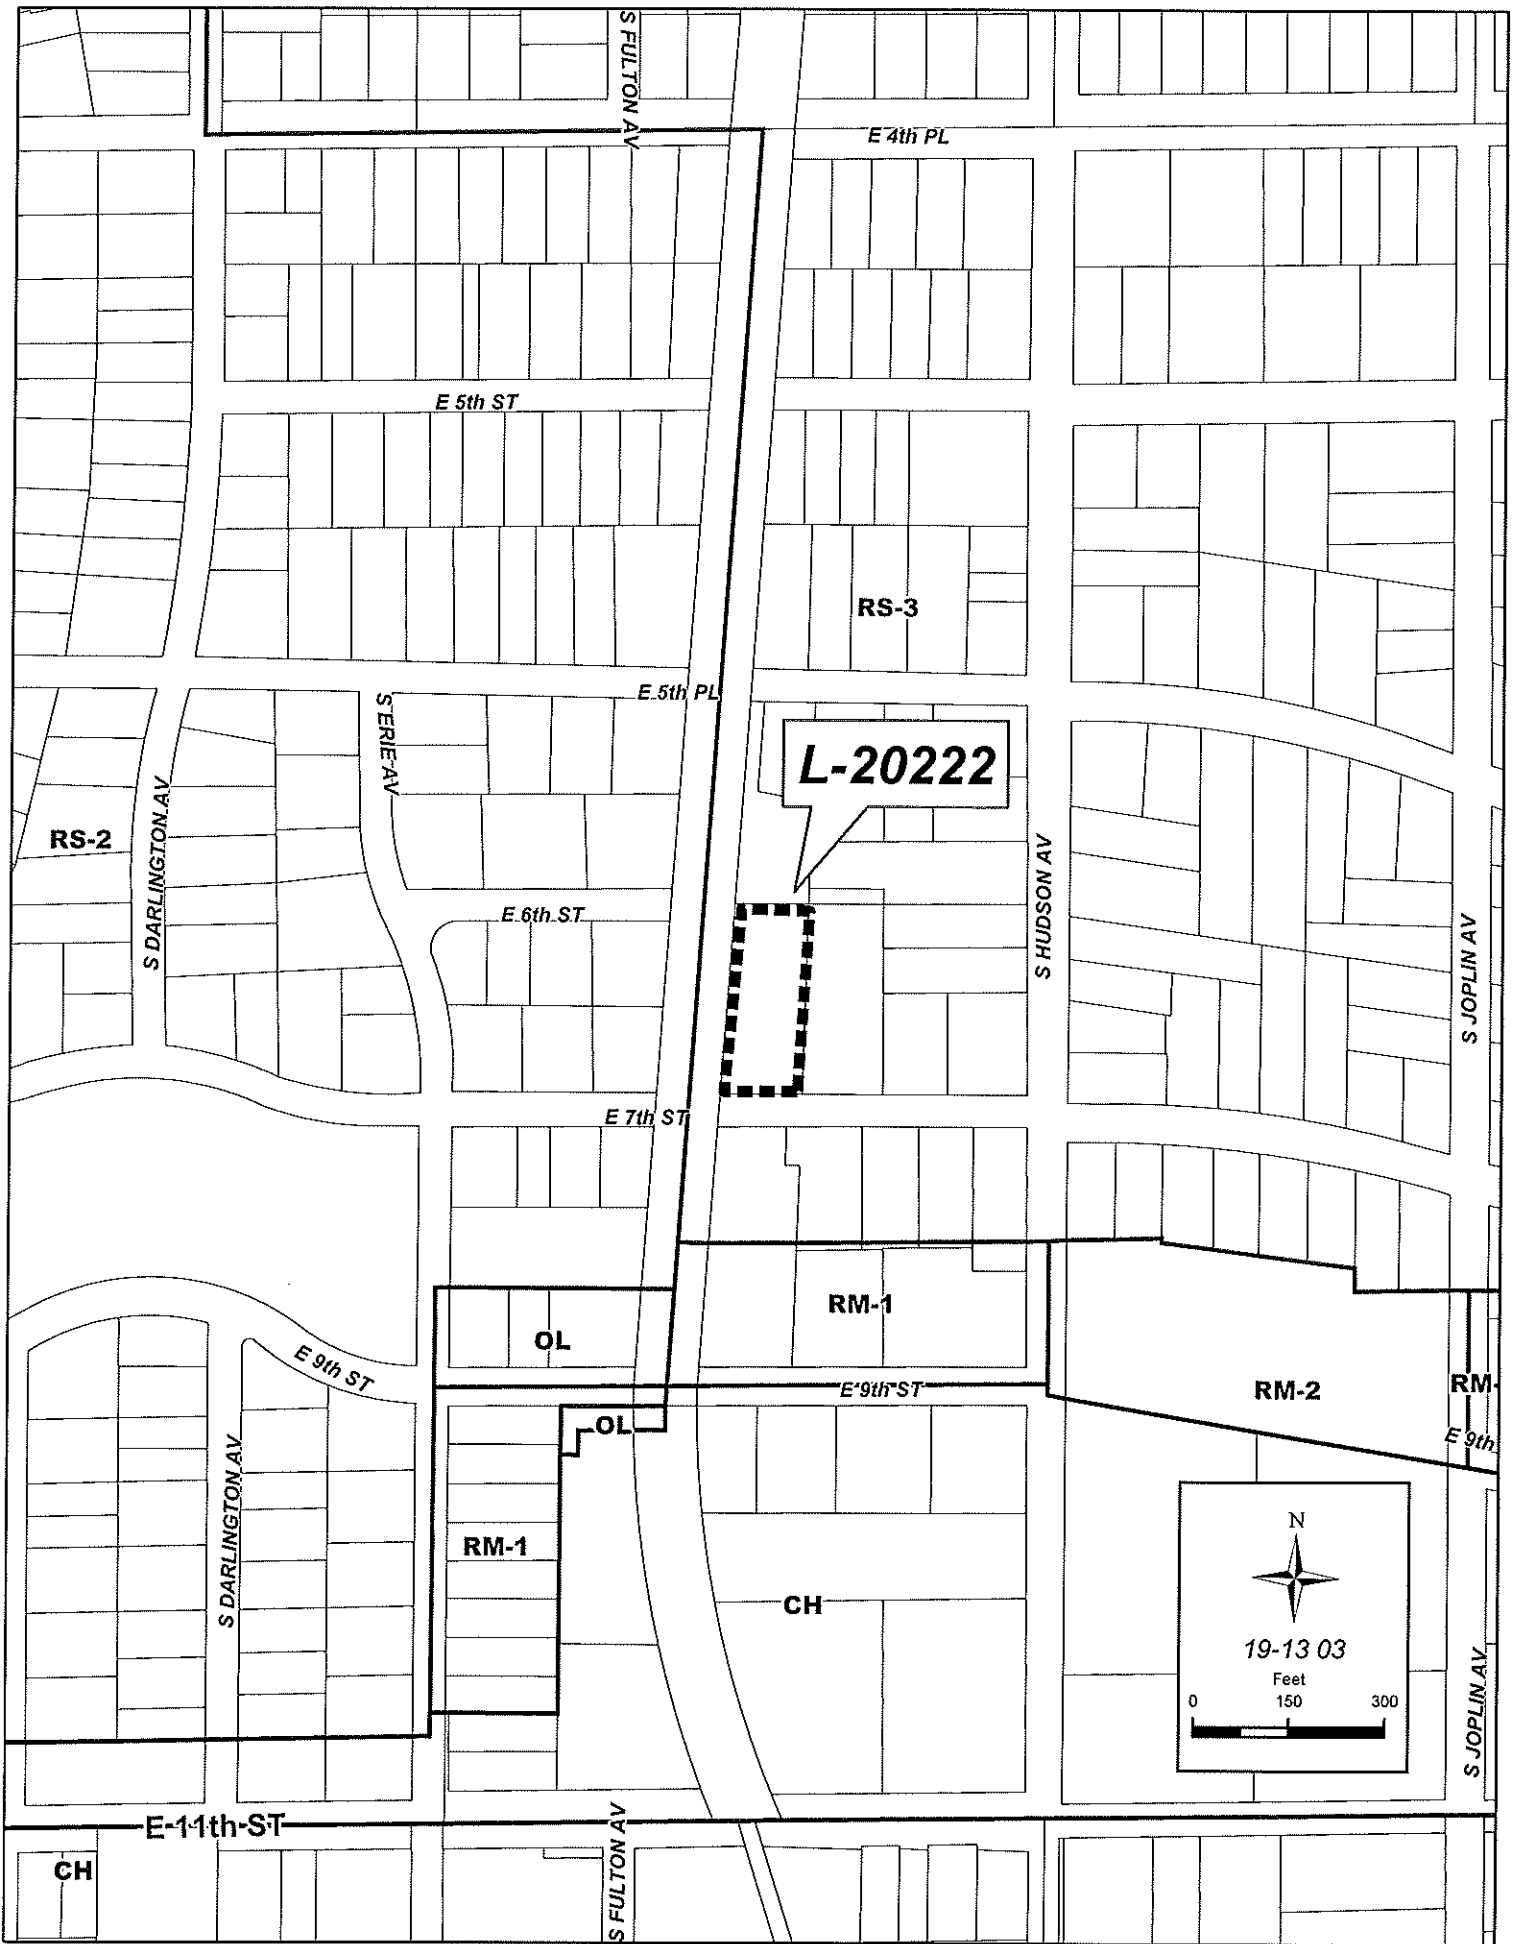 S FULTON AV
E 4th PL
E 5th ST
RS-3
E 5th PL
S ERIE AV
L-20222
RS-2
S DARLINGTON AV
S HUDSON AV
E 6th ST
S JOPLIN AV
E 7th ST
RM-1
OL
E 9th ST
E 9th ST
RM-2
RM-
OL
E 9th
S DARLINGTON AV
N
RM-1
CH
19-13 03
Feet
0 150 300
S JOPLIN AV
E 11th ST
S FULTON AV
CH